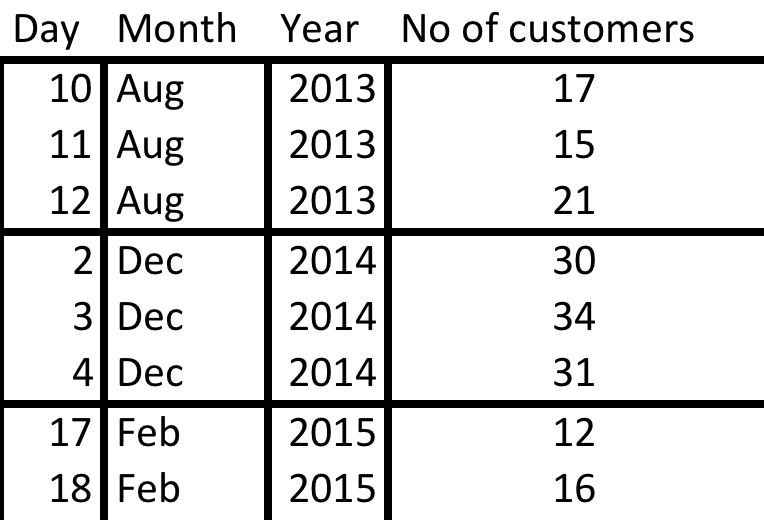 Day Month Year No of customers
10 Aug 2013 17
11 Aug 2013 15
12 Aug 2013 21
2 Dec 2014 30
3 Dec 2014 34
4 Dec 2014 31
17 Feb 2015 12
18 Feb 2015 16